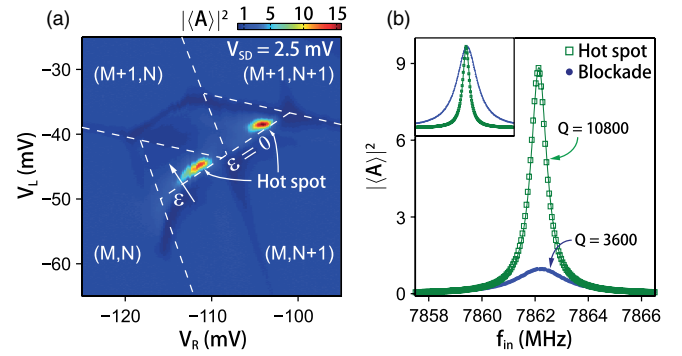 (a)
|⟨A⟩|²
1 5 10 15
V_SD = 2.5 mV
(M+1,N)
(M+1,N+1)
ε=0
Hot spot
ε
(M,N)
(M,N+1)
−30
−40
−50
−60
V_L (mV)
−120
−110
−100
V_R (mV)
(b)
Hot spot
Blockade
Q = 10800
Q = 3600
9
6
3
0
|⟨A⟩|²
7858
7860
7862
7864
7866
f_in (MHz)